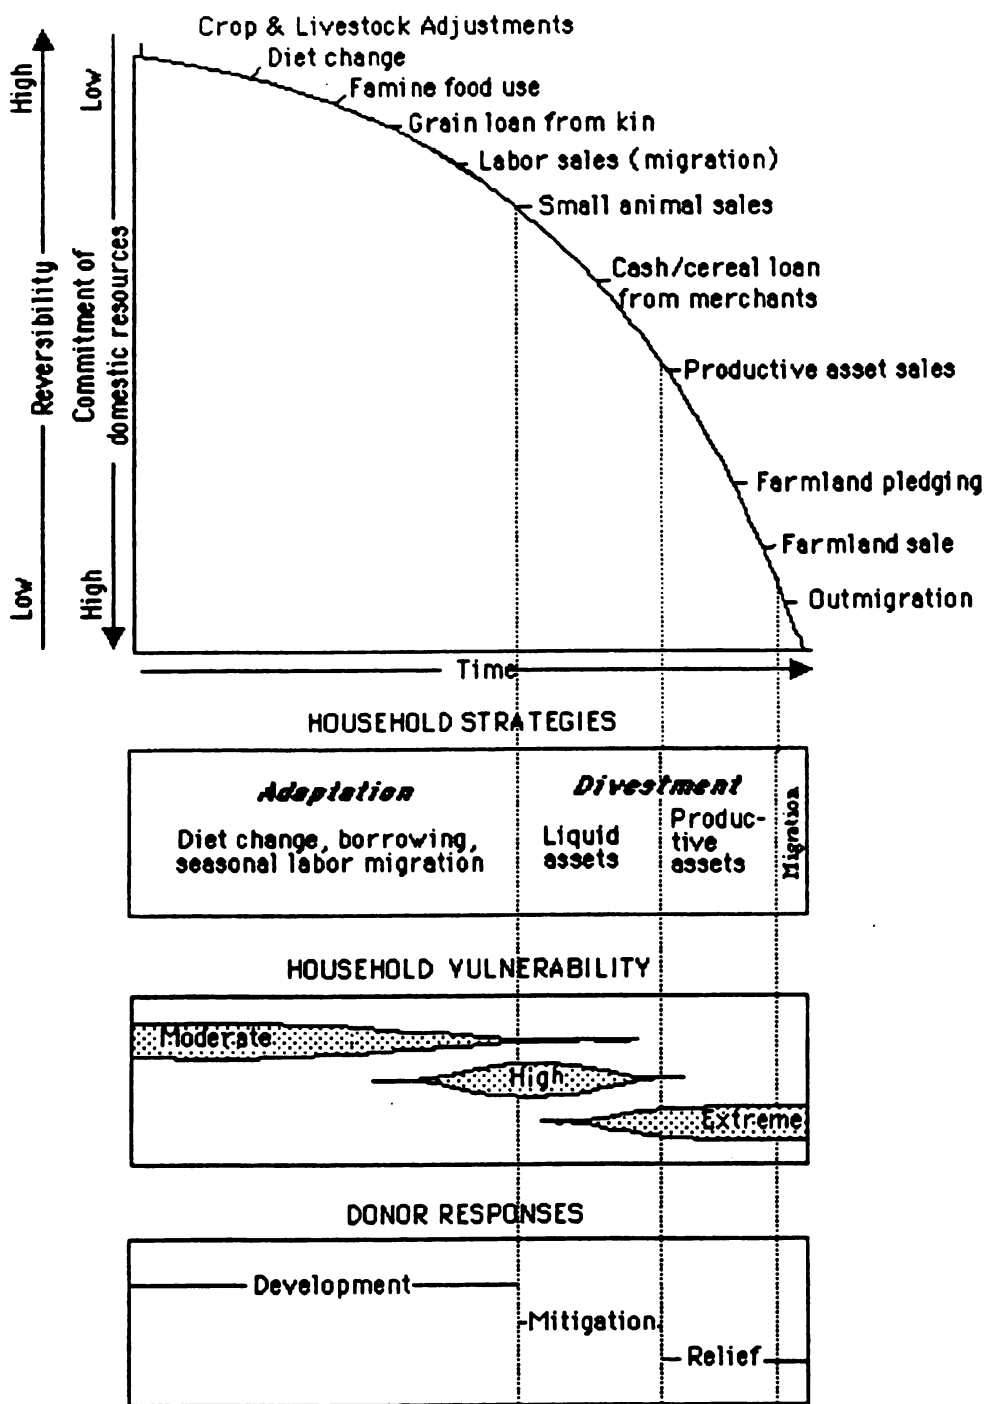 Crop & Livestock Adjustments
Diet change
Famine food use
Grain loan from kin
Labor sales (migration)
Small animal sales
Cash/cereal loan
from merchants
Productive asset sales
Farmland pledging
Farmland sale
Outmigration
High
Reversibility
Low
Low
Commitment of
domestic resources
High
Time
HOUSEHOLD STRATEGIES
Adaptation
Diet change, borrowing,
seasonal labor migration
Divestment
Liquid
assets
Produc-
tive
assets
Migration
HOUSEHOLD VULNERABILITY
Moderate
High
Extreme
DONOR RESPONSES
Development
Mitigation
Relief